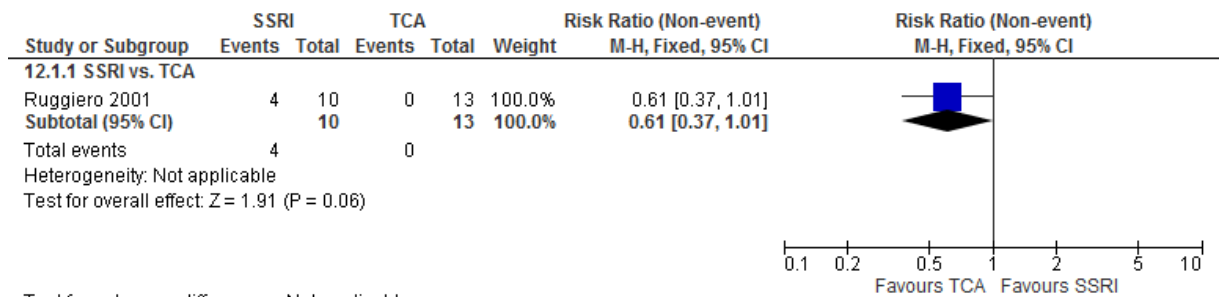 SSRI TCA Risk Ratio (Non-event) Risk Ratio (Non-event)
Study or Subgroup Events Total Events Total Weight M-H, Fixed, 95% CI M-H, Fixed, 95% CI
12.1.1 SSRI vs. TCA
Ruggiero 2001 4 10 0 13 100.0% 0.61 [0.37, 1.01]
Subtotal (95% CI) 10 13 100.0% 0.61 [0.37, 1.01]
Total events 4 0
Heterogeneity: Not applicable
Test for overall effect: Z = 1.91 (P = 0.06)
0.1 0.2 0.5 1 2 5 10
Favours TCA Favours SSRI